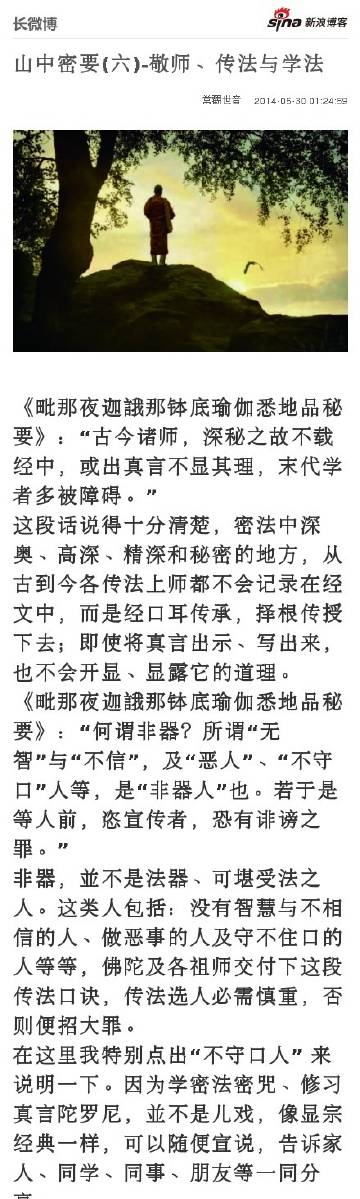 长微博
sina 新浪博客
山中密要(六)-敬师、传法与学法
2014-05-30 01:24:59
《毗那夜迦誐那钵底瑜伽悉地品秘
要》：“古今诸师，深秘之故不载
经中，或出真言不显其理，末代学
者多被障碍。”
这段话说得十分清楚，密法中深
奥、高深、精深和秘密的地方，从
古到今各传法上师都不会记录在经
文中，而是经口耳传承，择根传授
下去；即使将真言出示、写出来，
也不会开显、显露它的道理。
《毗那夜迦誐那钵底瑜伽悉地品秘
要》：“何谓非器？所谓“无
智”与“不信”，及“恶人”、“不守
口”人等，是“非器人”也。若于是
等人前，恣宣传者，恐有诽谤之
罪。”
非器，並不是法器、可堪受法之
人。这类人包括：没有智慧与不相
信的人、做恶事的人及守不住口的
人等等，佛陀及各祖师交付下这段
传法口诀，传法选人必需慎重，否
则便招大罪。
在这里我特别点出“不守口人” 来
说明一下。因为学密法密咒、修习
真言陀罗尼，並不是儿戏，像显宗
经典一样，可以随便宣说，告诉家
人、同学、同事、朋友等一同分